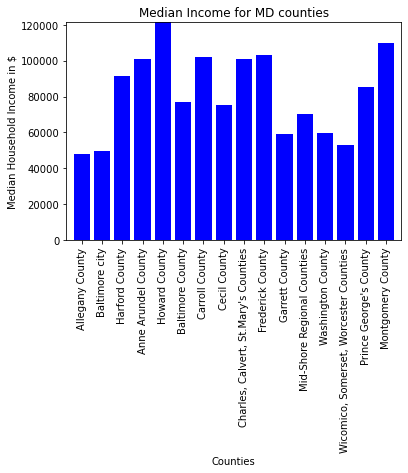 Median Income for MD counties
Median Household Income in $
120000
100000
80000
60000
40000
20000
0
Allegany County
Baltimore city
Harford County
Anne Arundel County
Howard County
Baltimore County
Carroll County
Cecil County
Charles, Calvert, St.Mary's Counties
Frederick County
Garrett County
Mid-Shore Regional Counties
Washington County
Wicomico, Somerset, Worcester Counties
Prince George's County
Montgomery County
Counties